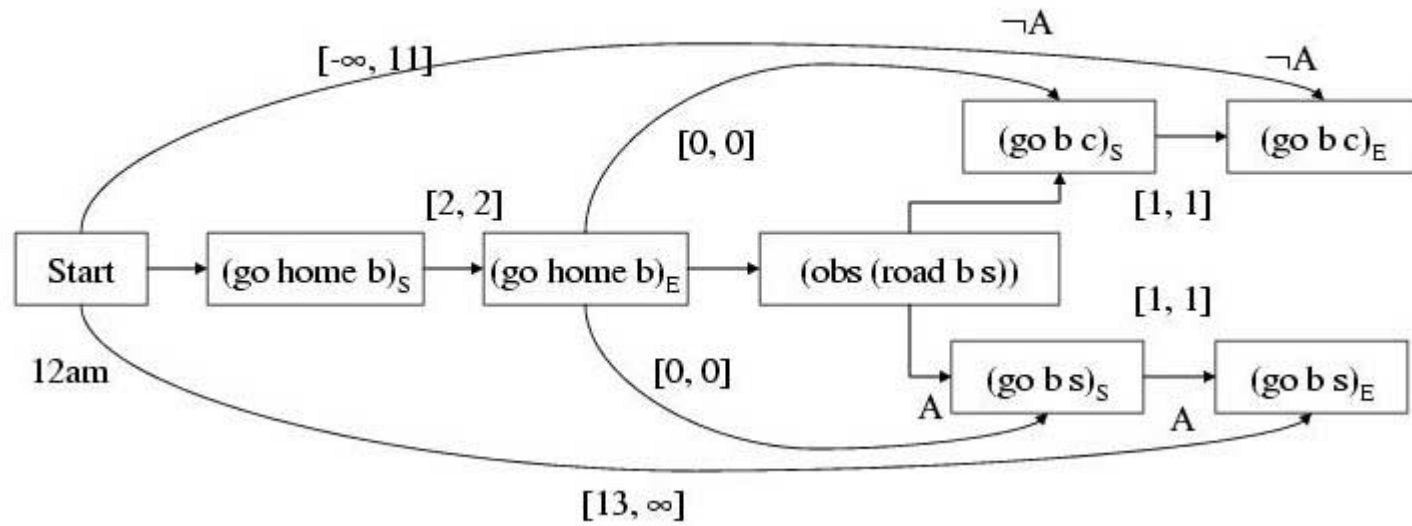 ¬A
[-∞, 11]
¬A
[0, 0]
(go b c)S
(go b c)E
[2, 2]
[1, 1]
Start
(go home b)S
(go home b)E
(obs (road b s))
[1, 1]
12am
[0, 0]
(go b s)S
(go b s)E
A
A
[13, ∞]